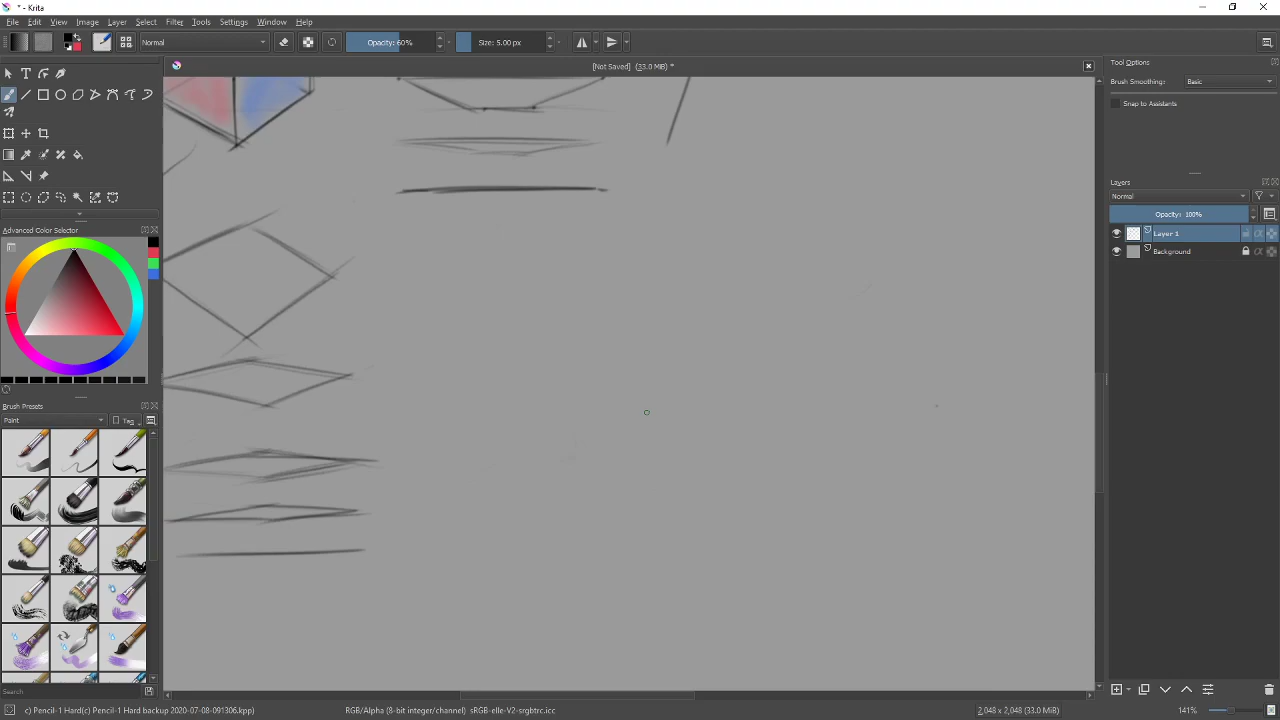 * - Krita
File Edit View Image Layer Select Filter Tools Settings Window Help
Normal Opacity: 60% Size: 5.00 px
[Not Saved] (33.0 MiB) *
Tool Options
Brush Smoothing: Basic
Snap to Assistants
Layers
Normal
Opacity: 100%
Layer 1
Background
Advanced Color Selector
Brush Presets
Paint Tag
Search
c) Pencil-1 Hard(c) Pencil-1 Hard backup 2020-07-08-091306.kpp) RGB/Alpha (8-bit integer/channel) sRGB-elle-V2-srgbtrc.icc 2,048 x 2,048 (33.0 MiB) 141%